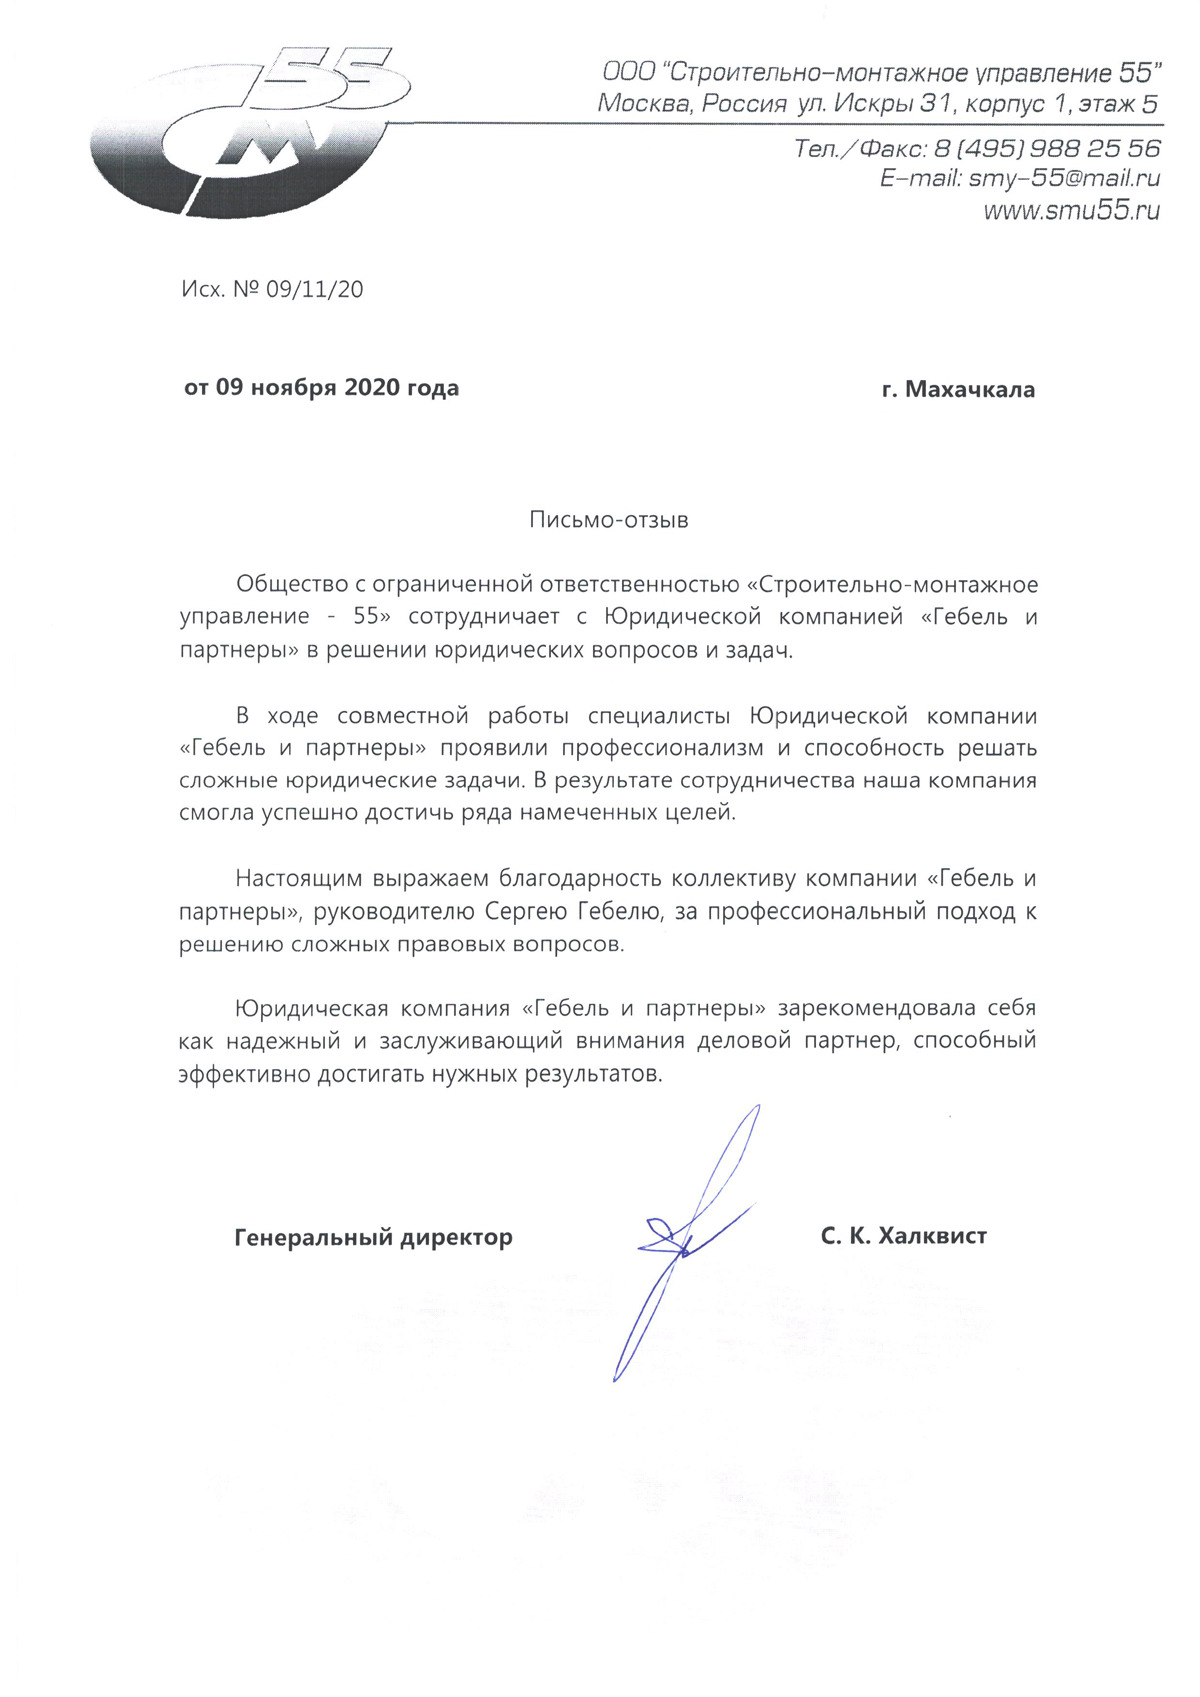 55
СМУ
ООО "Строительно-монтажное управление 55"
Москва, Россия ул. Искры 31, корпус 1, этаж 5
Тел./Факс: 8 (495) 988 25 56
E-mail: smy-55@mail.ru
www.smu55.ru
Исх. № 09/11/20
от 09 ноября 2020 года г. Махачкала
Письмо-отзыв
Общество с ограниченной ответственностью «Строительно-монтажное
управление - 55» сотрудничает с Юридической компанией «Гебель и
партнеры» в решении юридических вопросов и задач.
В ходе совместной работы специалисты Юридической компании
«Гебель и партнеры» проявили профессионализм и способность решать
сложные юридические задачи. В результате сотрудничества наша компания
смогла успешно достичь ряда намеченных целей.
Настоящим выражаем благодарность коллективу компании «Гебель и
партнеры», руководителю Сергею Гебелю, за профессиональный подход к
решению сложных правовых вопросов.
Юридическая компания «Гебель и партнеры» зарекомендовала себя
как надежный и заслуживающий внимания деловой партнер, способный
эффективно достигать нужных результатов.
Генеральный директор С. К. Халквист